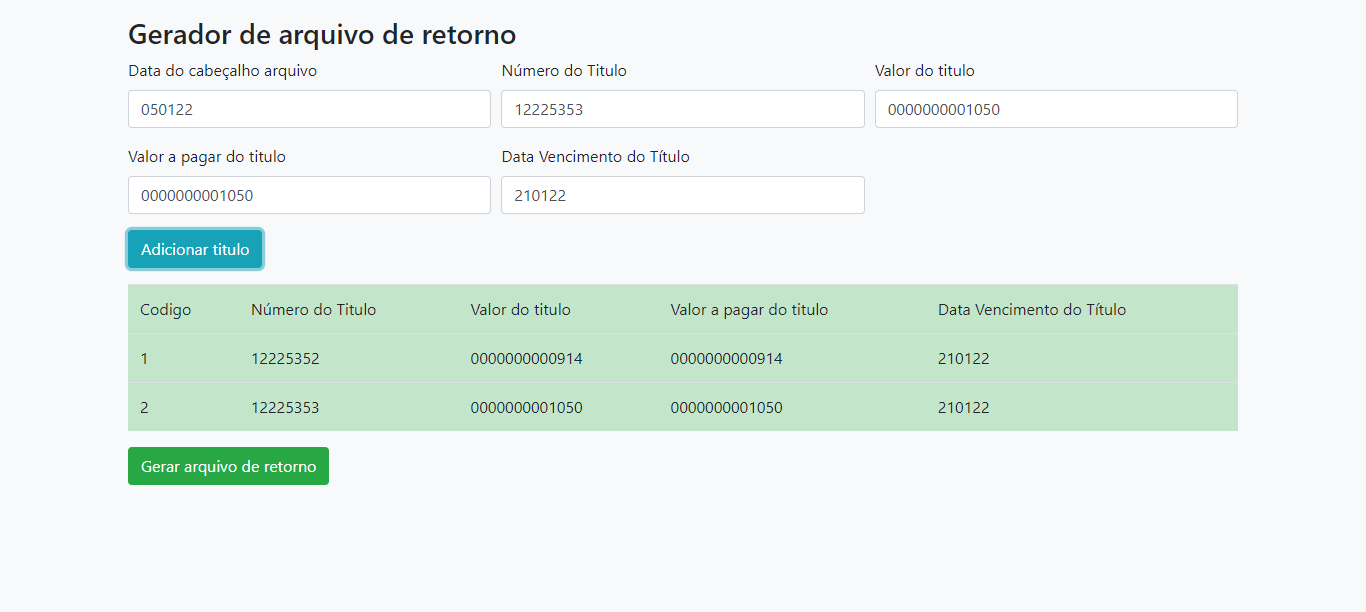 Gerador de arquivo de retorno
Data do cabeçalho arquivo Número do Titulo Valor do titulo
050122 12225353 0000000001050
Valor a pagar do titulo Data Vencimento do Título
0000000001050 210122
Adicionar titulo
Codigo Número do Titulo Valor do titulo Valor a pagar do titulo Data Vencimento do Título
1 12225352 0000000000914 0000000000914 210122
2 12225353 0000000001050 0000000001050 210122
Gerar arquivo de retorno